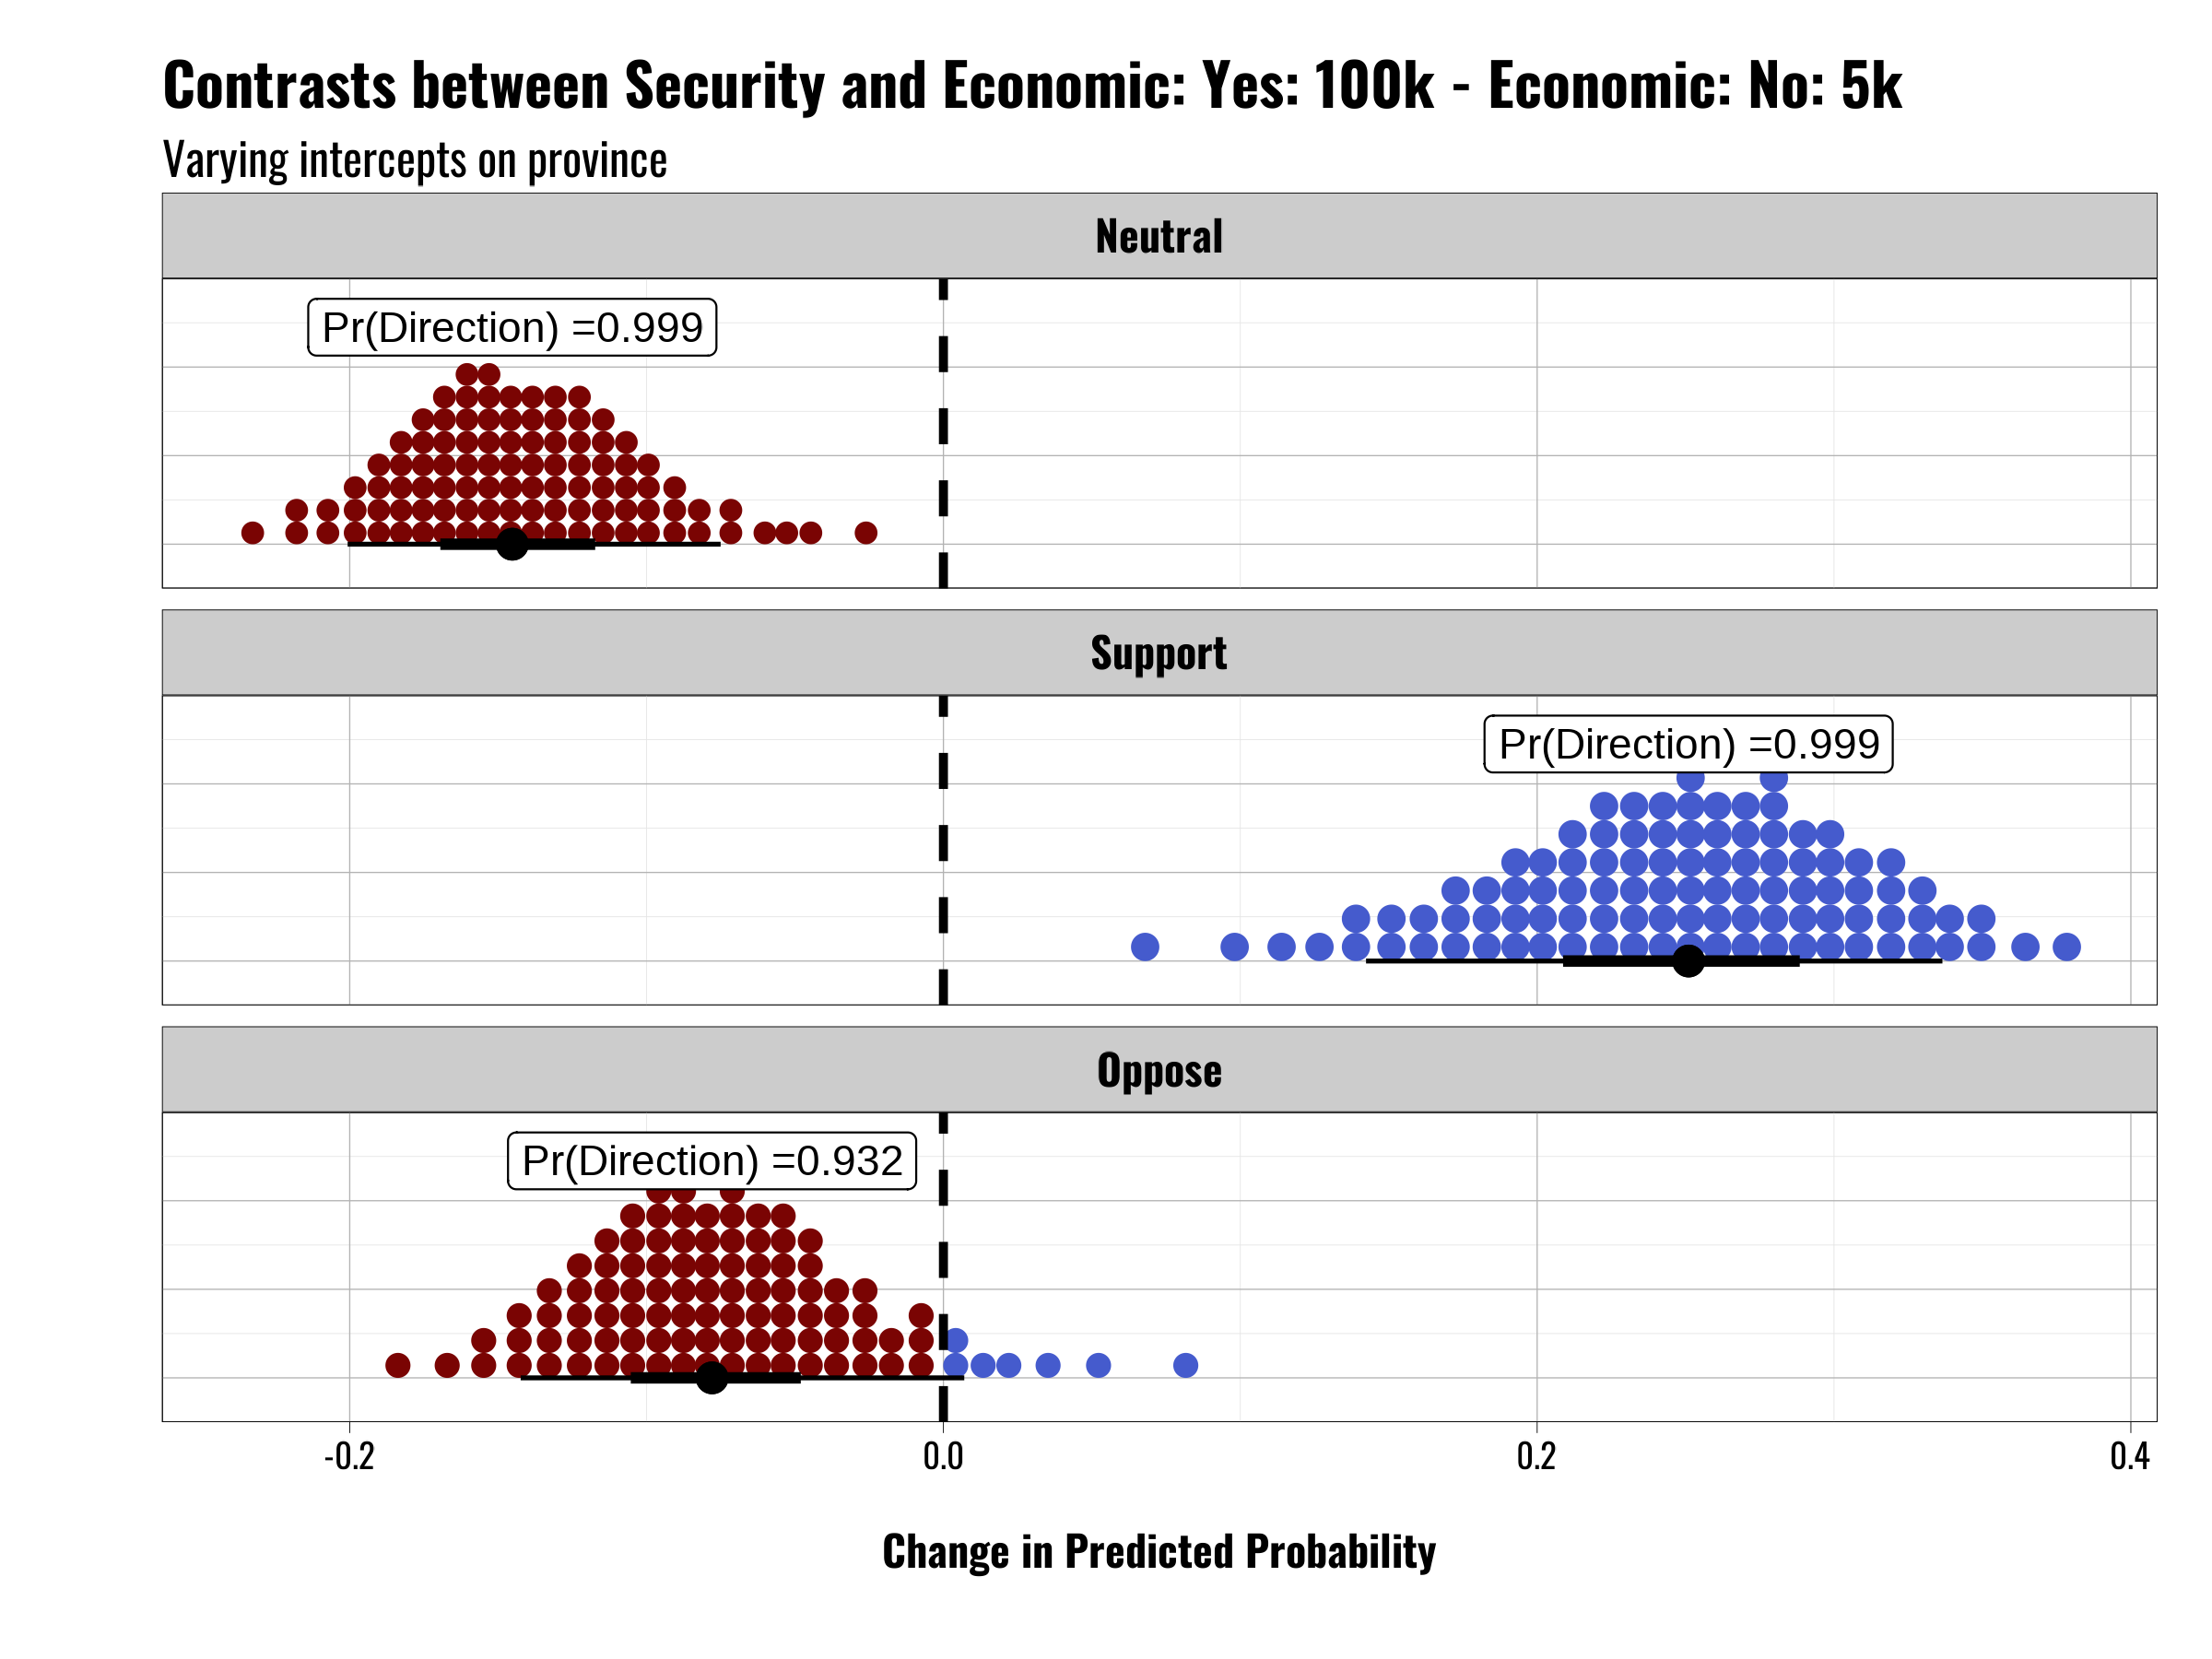 Contrasts between Security and Economic: Yes: 100k - Economic: No: 5k
Varying intercepts on province
Neutral
Pr(Direction) =0.999
Support
Pr(Direction) =0.999
Oppose
Pr(Direction) =0.932
-0.2 0.0 0.2 0.4
Change in Predicted Probability